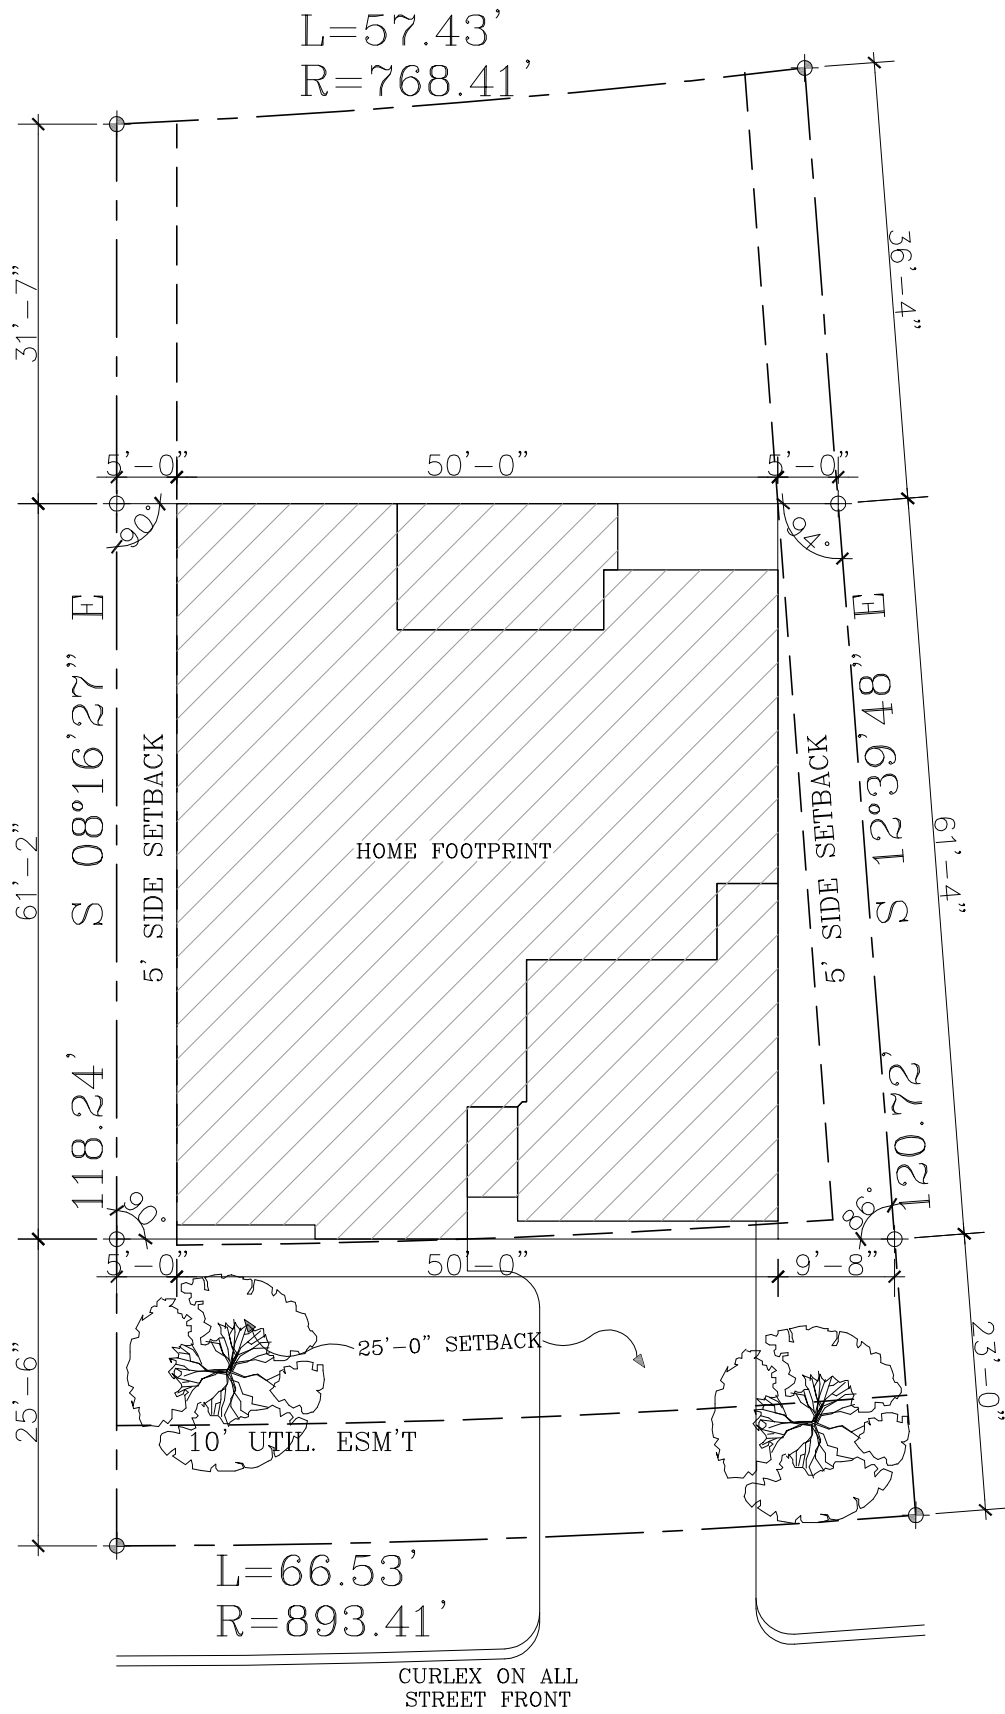 L=57.43'
R=768.41'
36'-4"
31'-7"
5'-0"
50'-0"
5'-0"
90°
94°
S 08°16'27" E
118.24'
5' SIDE SETBACK
HOME FOOTPRINT
5' SIDE SETBACK
S 12°39'48" E
120.72'
61'-2"
61'-4"
90°
86°
5'-0"
50'-0"
9'-8"
25'-0" SETBACK
25'-6"
23'-0"
10' UTIL. ESM'T
L=66.53'
R=893.41'
CURLEX ON ALL
STREET FRONT